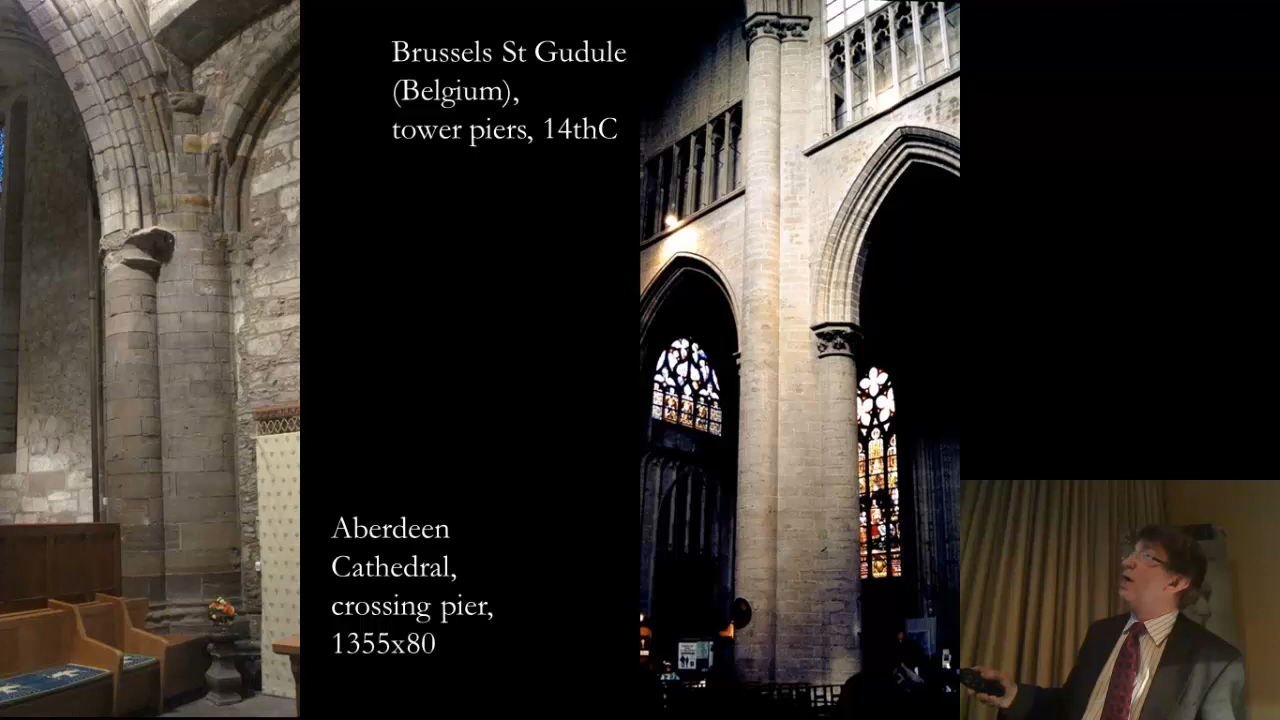 Brussels St Gudule
(Belgium),
tower piers, 14thC
Aberdeen
Cathedral,
crossing pier,
1355x80